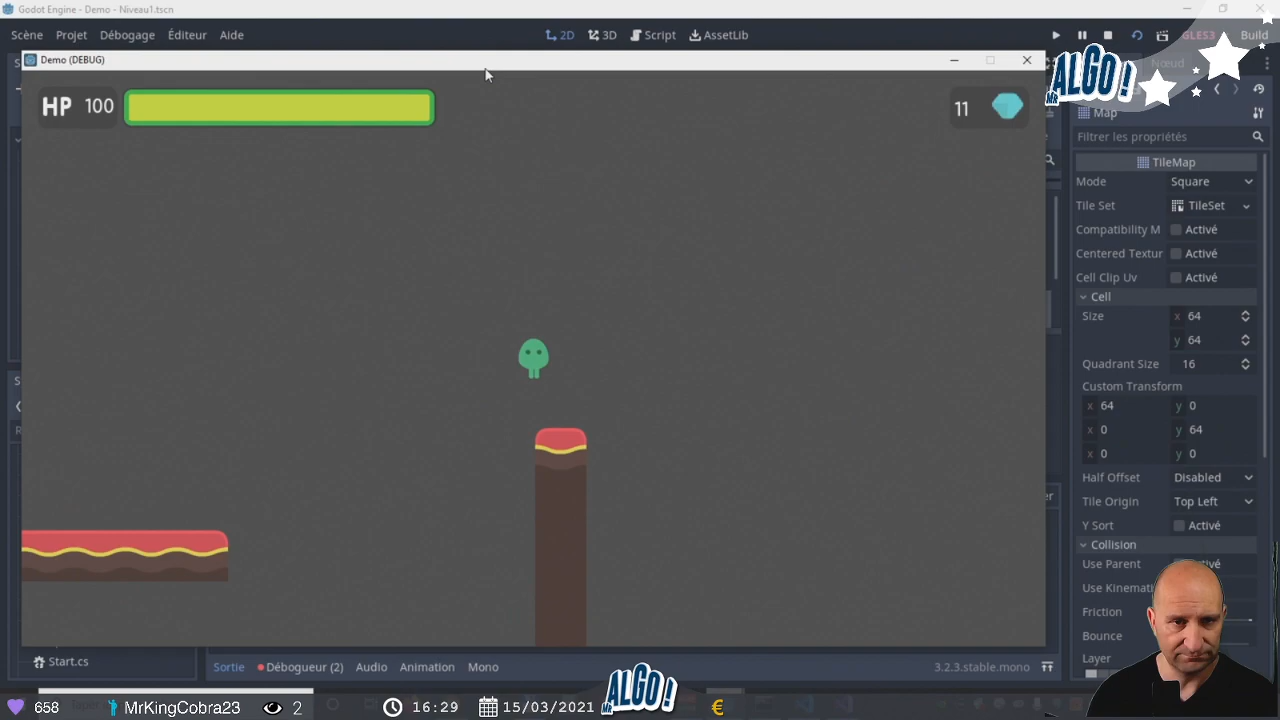 Godot Engine - Demo - Niveau1.tscn
Scène Projet Débogage Éditeur Aide
2D 3D Script AssetLib
GLES3 Build
Demo (DEBUG)
Nœud
MR ALGO !
HP 100
11
Map
Filtrer les propriétés
TileMap
Mode Square
Tile Set TileSet
Compatibility M Activé
Centered Textur Activé
Cell Clip Uv Activé
Cell
Size x 64
y 64
Quadrant Size 16
Custom Transform
x 64 y 0
x 0 y 64
x 0 y 0
Half Offset Disabled
Tile Origin Top Left
Y Sort Activé
Collision
Use Parent
Use Kinemati
Friction
Bounce
Layer
Start.cs
Sortie Débogueur (2) Audio Animation Mono
3.2.3.stable.mono
658 MrKingCobra23 2 16:29 15/03/2021 MR ALGO ! €